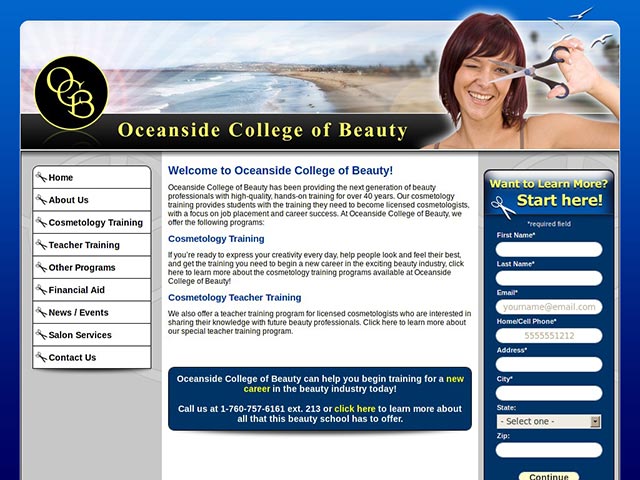 OCB
Oceanside College of Beauty
Home
About Us
Cosmetology Training
Teacher Training
Other Programs
Financial Aid
News / Events
Salon Services
Contact Us
Welcome to Oceanside College of Beauty!
Oceanside College of Beauty has been providing the next generation of beauty
professionals with high-quality, hands-on training for over 40 years. Our cosmetology
training provides students with the training they need to become licensed cosmetologists,
with a focus on job placement and career success. At Oceanside College of Beauty, we
offer the following programs:
Cosmetology Training
If you're ready to express your creativity every day, help people look and feel their best,
and get the training you need to begin a new career in the exciting beauty industry, click
here to learn more about the cosmetology training programs available at Oceanside
College of Beauty!
Cosmetology Teacher Training
We also offer a teacher training program for licensed cosmetologists who are interested in
sharing their knowledge with future beauty professionals. Click here to learn more about
our special teacher training program.
Oceanside College of Beauty can help you begin training for a new
career in the beauty industry today!
Call us at 1-760-757-6161 ext. 213 or click here to learn more about
all that this beauty school has to offer.
Want to Learn More?
Start here!
*required field
First Name*
Last Name*
Email*
yourname@email.com
Home/Cell Phone*
5555551212
Address*
City*
State:
- Select one -
Zip:
Continue